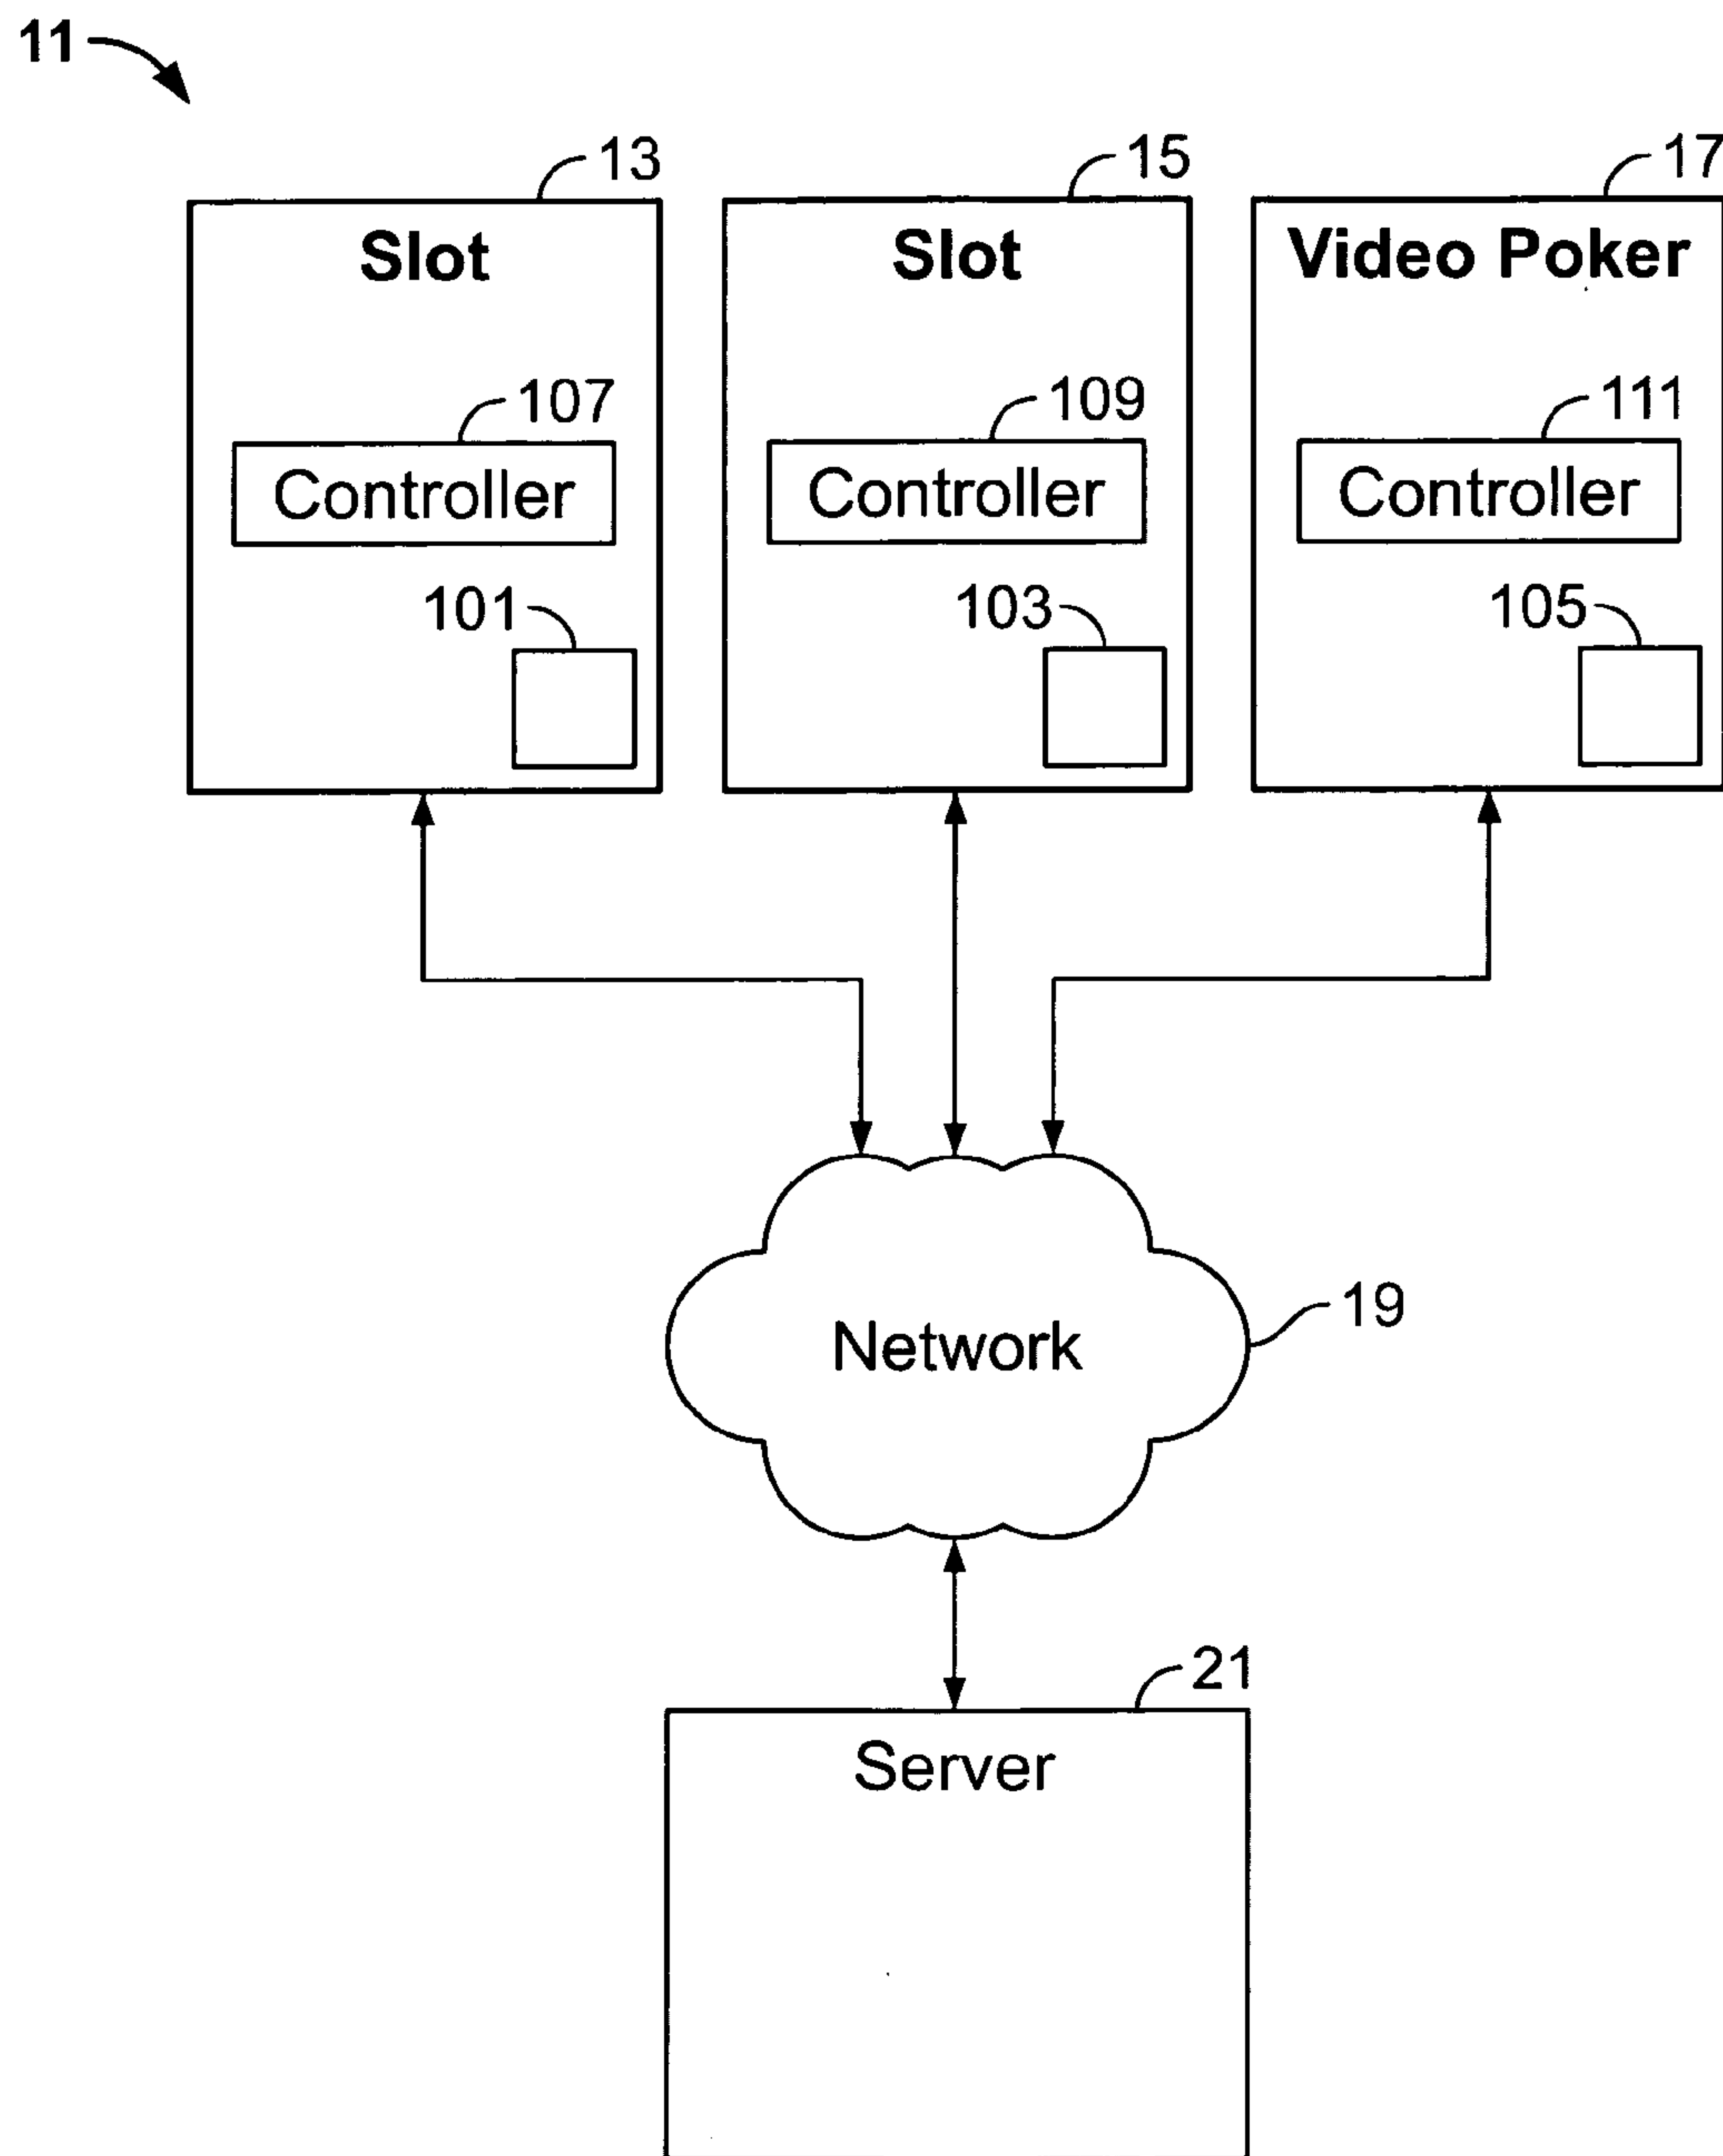 11
13
15
17
Slot
Slot
Video Poker
107
109
111
Controller
Controller
Controller
101
103
105
Network
19
21
Server